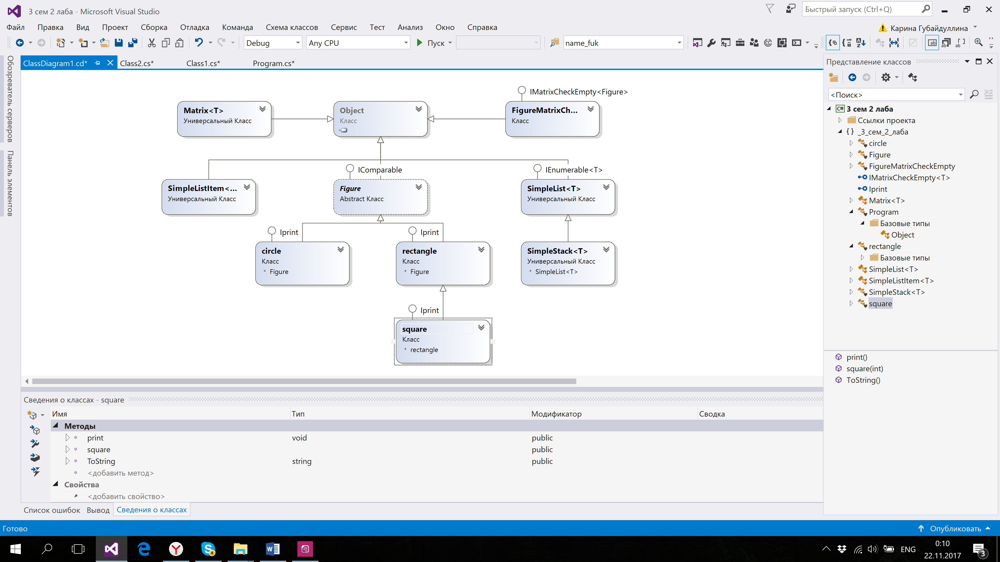 3 сем 2 лаба - Microsoft Visual Studio
Быстрый запуск (Ctrl+Q)
Файл Правка Вид Проект Сборка Отладка Команда Схема классов Сервис Тест Анализ Окно Справка
Карина Губайдуллина
Debug Any CPU Пуск name_fuk
Обозреватель серверов
Панель элементов
ClassDiagram1.cd* Class2.cs* Class1.cs* Program.cs*
IMatrixCheckEmpty<Figure>
Matrix<T>
Универсальный Класс
Object
Класс
FigureMatrixCh...
Класс
IComparable
IEnumerable<T>
SimpleListItem<...
Универсальный Класс
Figure
Abstract Класс
SimpleList<T>
Универсальный Класс
Iprint
Iprint
circle
Класс
Figure
rectangle
Класс
Figure
SimpleStack<T>
Универсальный Класс
SimpleList<T>
Iprint
square
Класс
rectangle
Представление классов
<Поиск>
C# 3 сем 2 лаба
Ссылки проекта
{ } _3_сем_2_лаба
circle
Figure
FigureMatrixCheckEmpty
IMatrixCheckEmpty<T>
Iprint
Matrix<T>
Program
Базовые типы
Object
rectangle
Базовые типы
SimpleList<T>
SimpleListItem<T>
SimpleStack<T>
square
print()
square(int)
ToString()
Сведения о классах - square
Имя Тип Модификатор Сводка
Методы
print void public
square public
ToString string public
<добавить метод>
Свойства
<добавить свойство>
Список ошибок Вывод Сведения о классах
Готово
Опубликовать
ENG
0:10
22.11.2017
3
6